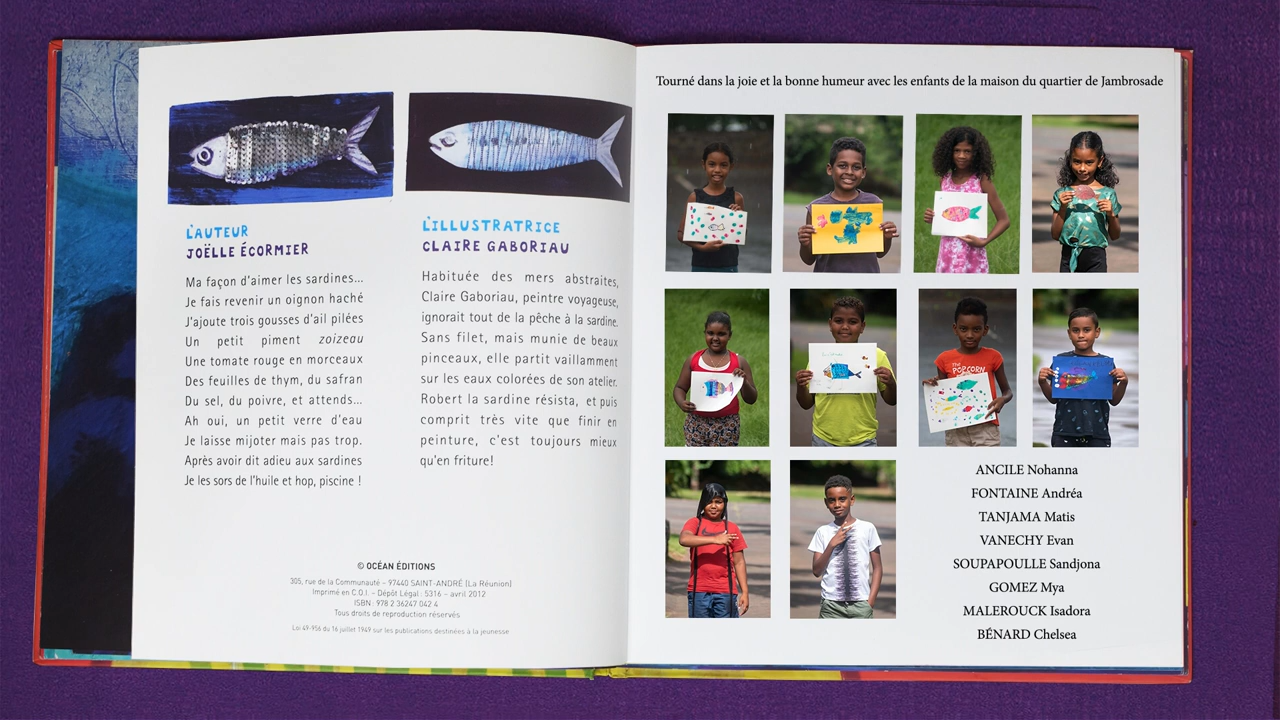 L'AUTEUR
JOËLLE ÉCORMIER
Ma façon d'aimer les sardines...
Je fais revenir un oignon haché
J'ajoute trois gousses d'ail pilées
Un petit piment zoizeau
Une tomate rouge en morceaux
Des feuilles de thym, du safran
Du sel, du poivre, et attends...
Ah oui, un petit verre d'eau
Je laisse mijoter mais pas trop.
Après avoir dit adieu aux sardines
Je les sors de l'huile et hop, piscine !
L'ILLUSTRATRICE
CLAIRE GABORIAU
Habituée des mers abstraites,
Claire Gaboriau, peintre voyageuse,
ignorait tout de la pêche à la sardine.
Sans filet, mais munie de beaux
pinceaux, elle partit vaillamment
sur les eaux colorées de son atelier.
Robert la sardine résista, et puis
comprit très vite que finir en
peinture, c'est toujours mieux
qu'en friture!
© OCÉAN ÉDITIONS
305, rue de la Communauté – 97440 SAINT-ANDRÉ (La Réunion)
Imprimé en C.O.I. – Dépôt Légal : 5316 – avril 2012
ISBN : 978 2 36247 042 4
Tous droits de reproduction réservés
Loi 49-956 du 16 juillet 1949 sur les publications destinées à la jeunesse
Tourné dans la joie et la bonne humeur avec les enfants de la maison du quartier de Jambrosade
The
POPCORN
ANCILE Nohanna
FONTAINE Andréa
TANJAMA Matis
VANECHY Evan
SOUPAPOULLE Sandjona
GOMEZ Mya
MALEROUCK Isadora
BÉNARD Chelsea